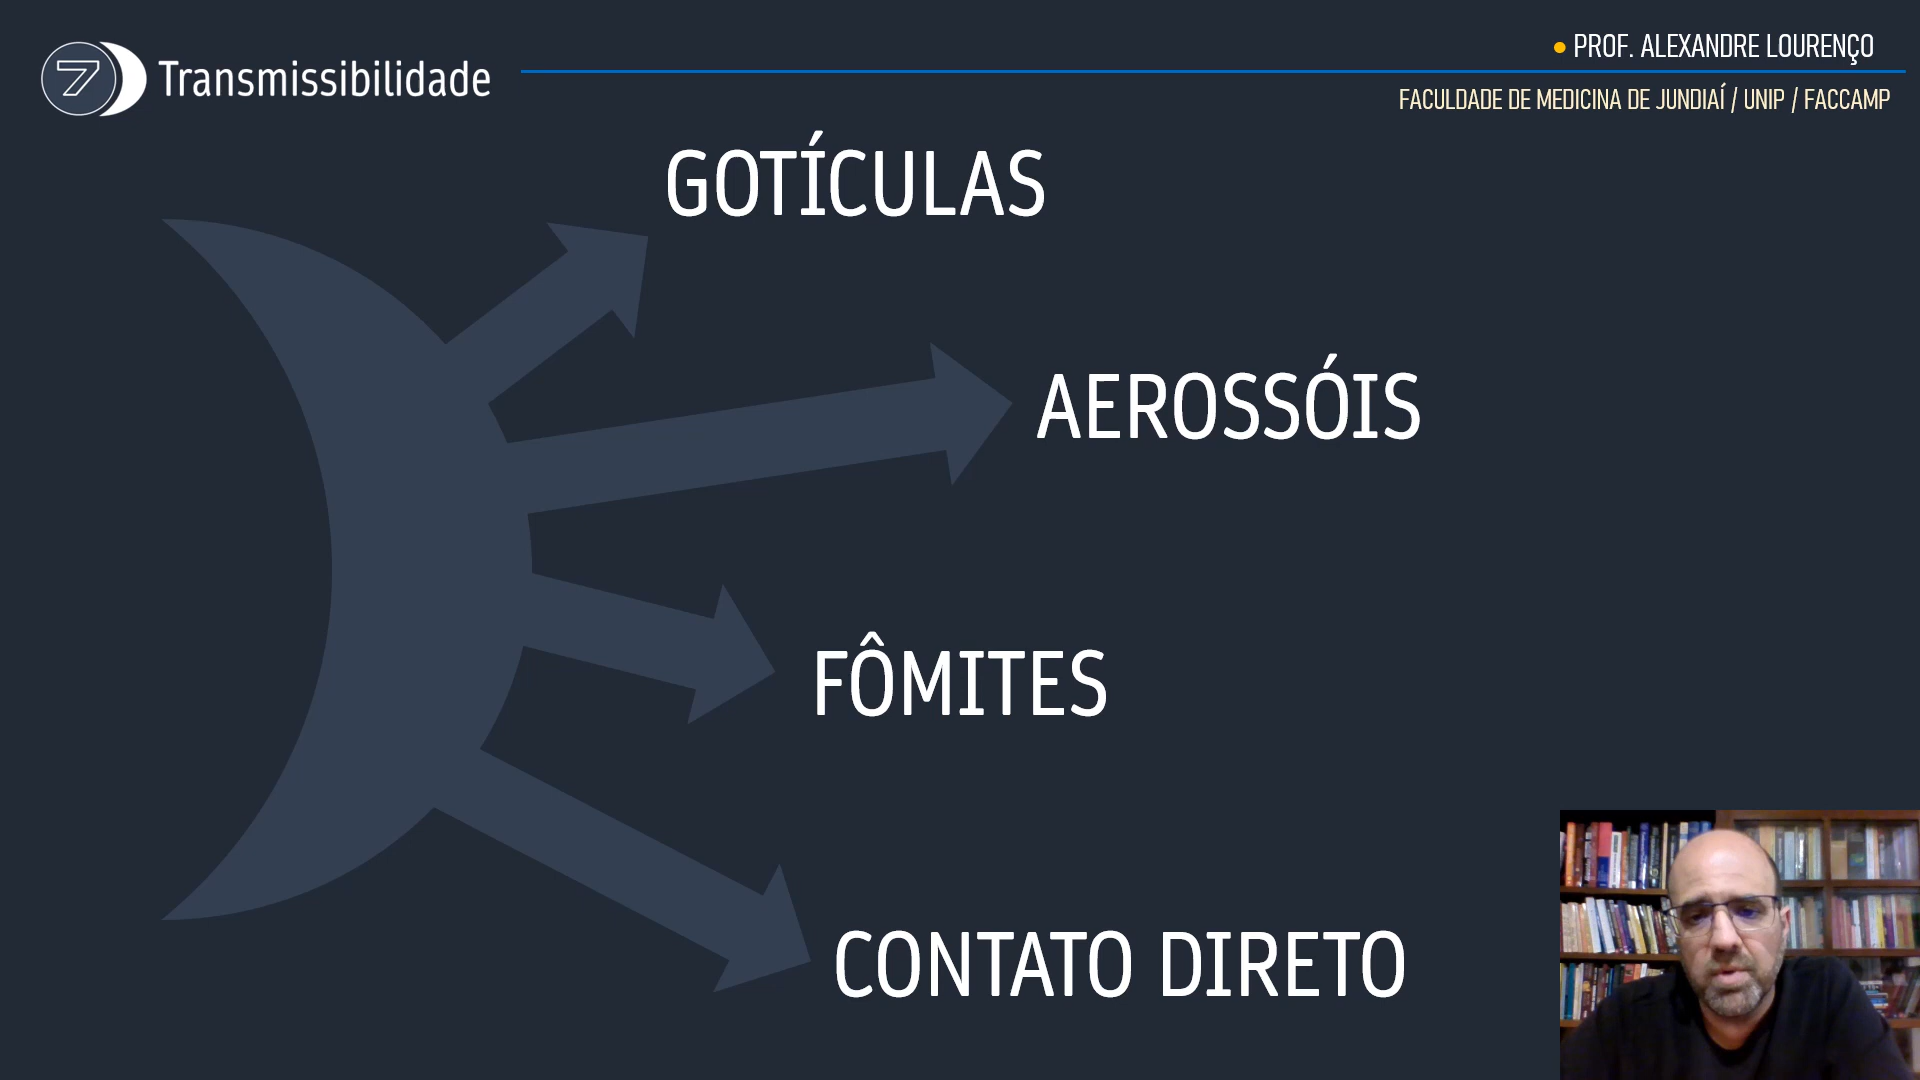 7 Transmissibilidade
• PROF. ALEXANDRE LOURENÇO
FACULDADE DE MEDICINA DE JUNDIAÍ / UNIP / FACCAMP
GOTÍCULAS
AEROSSÓIS
FÔMITES
CONTATO DIRETO